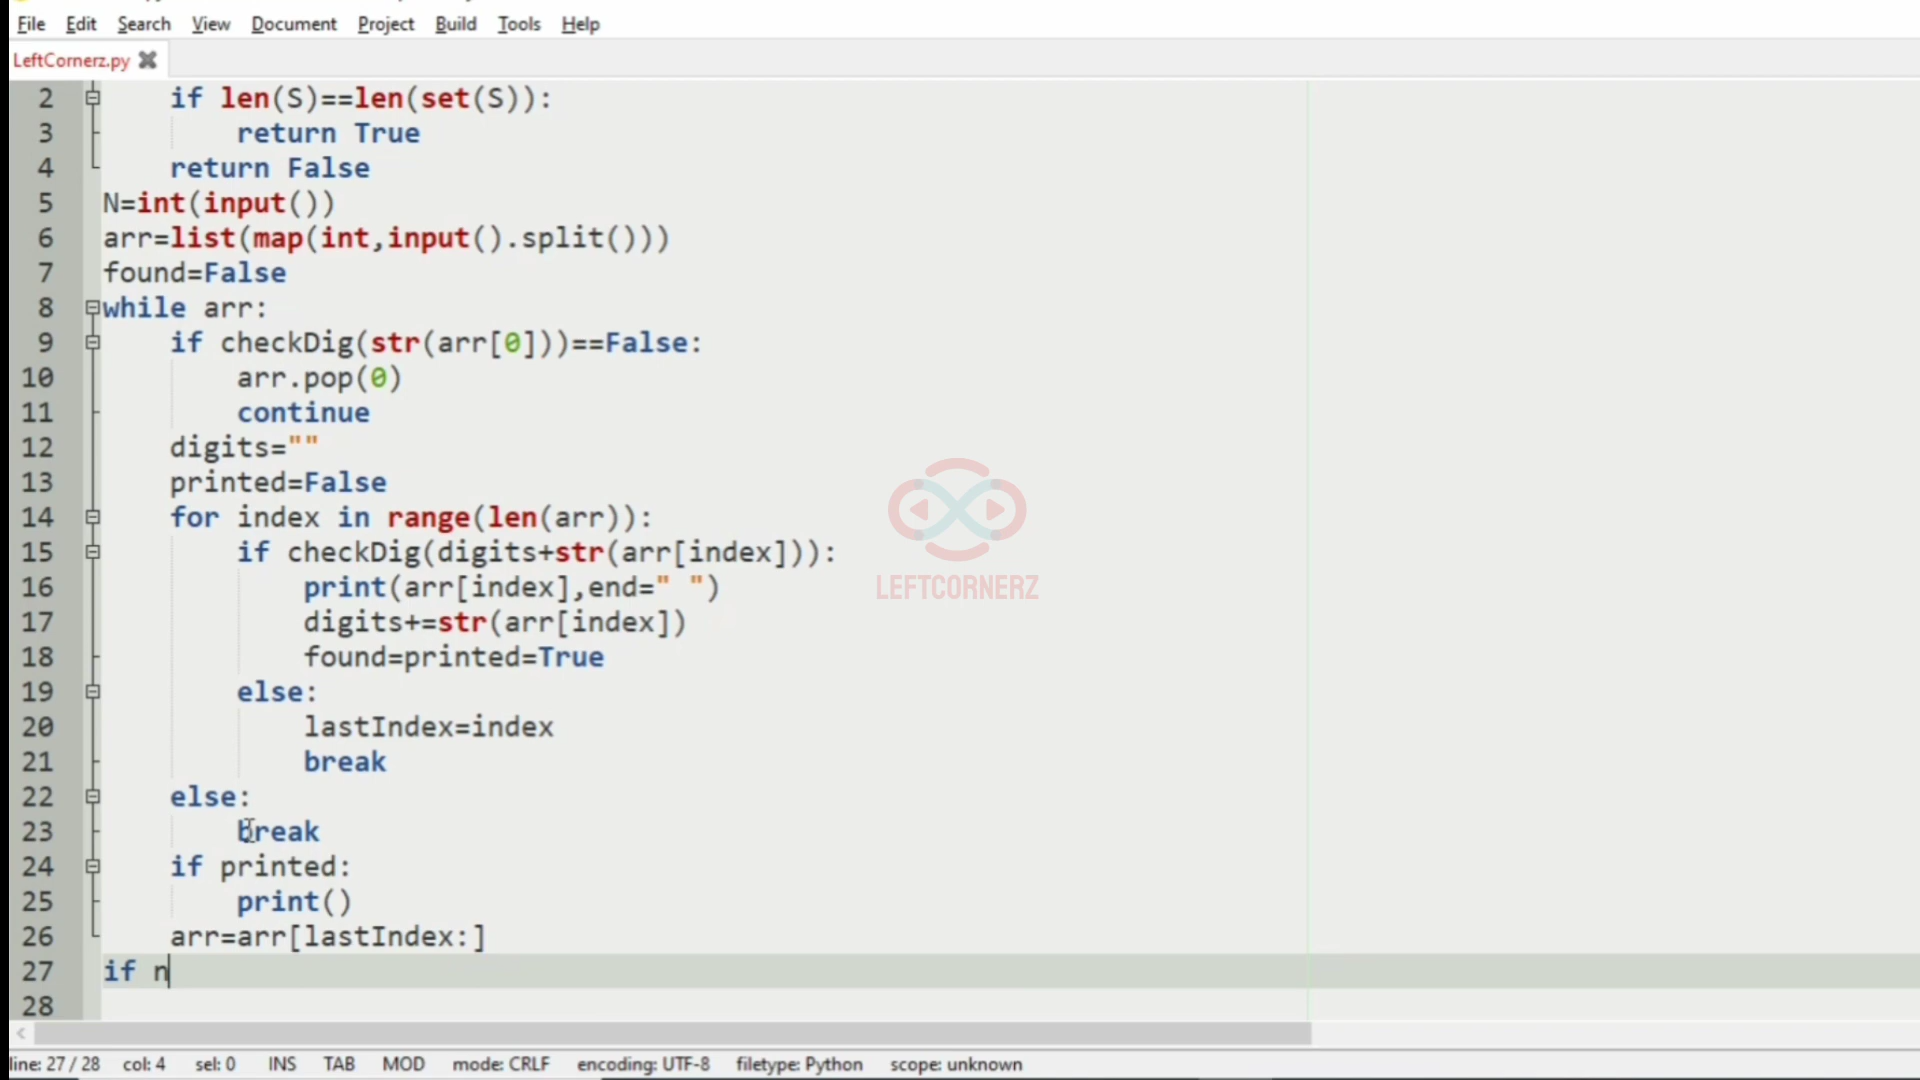 File Edit Search View Document Project Build Tools Help
LeftCornerz.py
2 if len(S)==len(set(S)):
3 return True
4 return False
5 N=int(input())
6 arr=list(map(int,input().split()))
7 found=False
8 while arr:
9 if checkDig(str(arr[0]))==False:
10 arr.pop(0)
11 continue
12 digits=""
13 printed=False
14 for index in range(len(arr)):
15 if checkDig(digits+str(arr[index])):
16 print(arr[index],end=" ")
17 digits+=str(arr[index])
18 found=printed=True
19 else:
20 lastIndex=index
21 break
22 else:
23 break
24 if printed:
25 print()
26 arr=arr[lastIndex:]
27 if n
28
LEFTCORNERZ
line: 27 / 28 col: 4 sel: 0 INS TAB MOD mode: CRLF encoding: UTF-8 filetype: Python scope: unknown